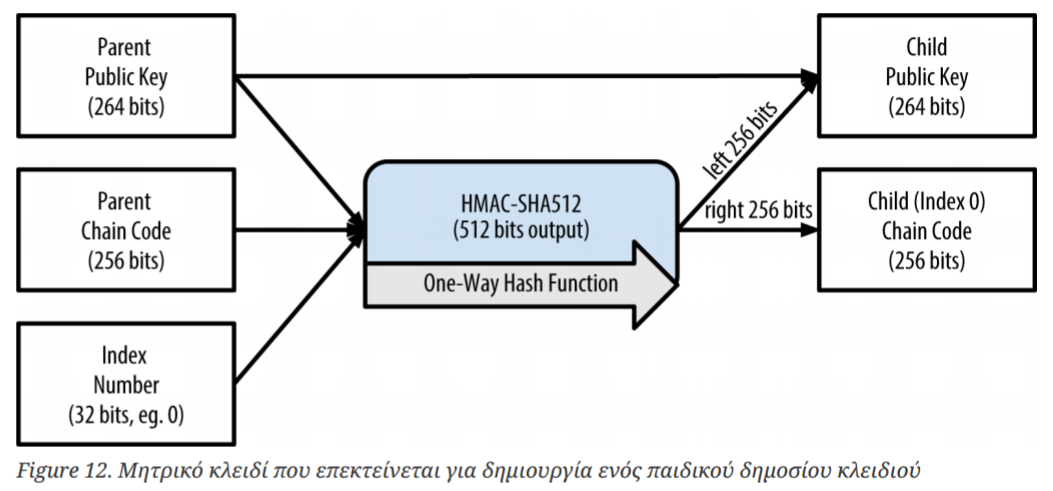 Parent
Public Key
(264 bits)
Child
Public Key
(264 bits)
left 256 bits
Parent
Chain Code
(256 bits)
HMAC-SHA512
(512 bits output)
One-Way Hash Function
right 256 bits
Child (Index 0)
Chain Code
(256 bits)
Index
Number
(32 bits, eg. 0)
Figure 12. Μητρικό κλειδί που επεκτείνεται για δημιουργία ενός παιδικού δημοσίου κλειδιού